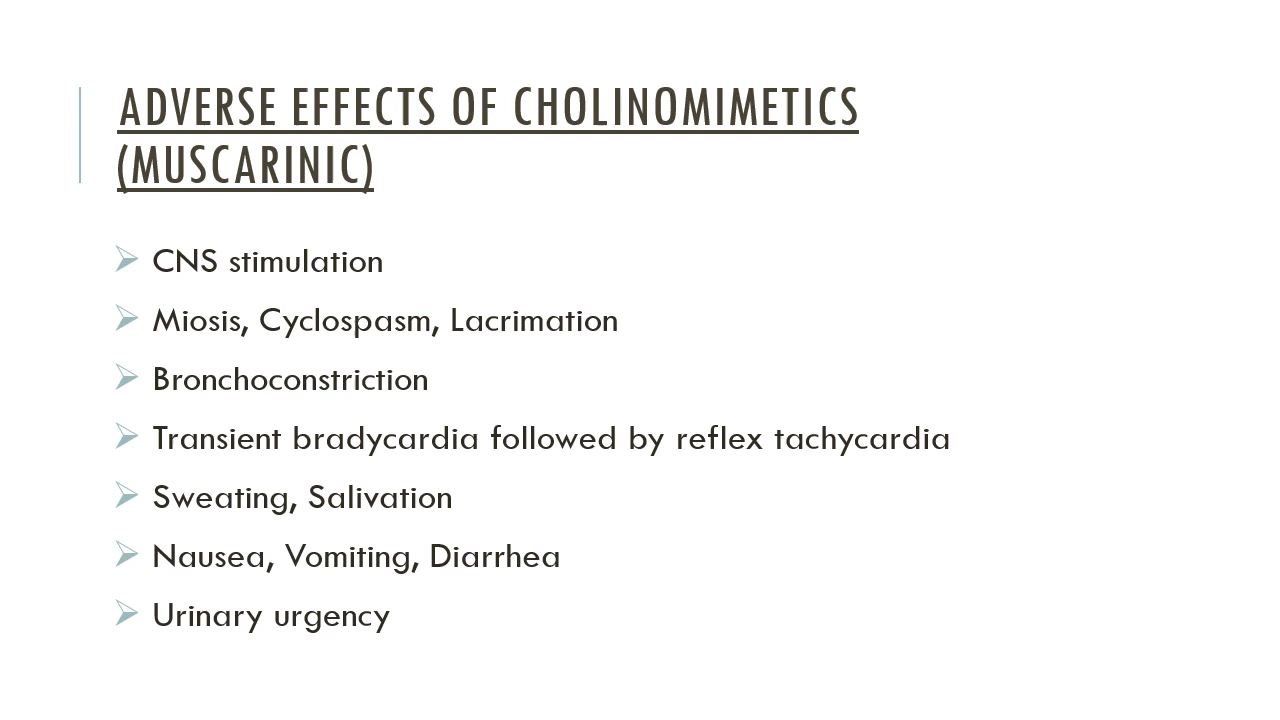 ADVERSE EFFECTS OF CHOLINOMIMETICS
(MUSCARINIC)
CNS stimulation
Miosis, Cyclospasm, Lacrimation
Bronchoconstriction
Transient bradycardia followed by reflex tachycardia
Sweating, Salivation
Nausea, Vomiting, Diarrhea
Urinary urgency